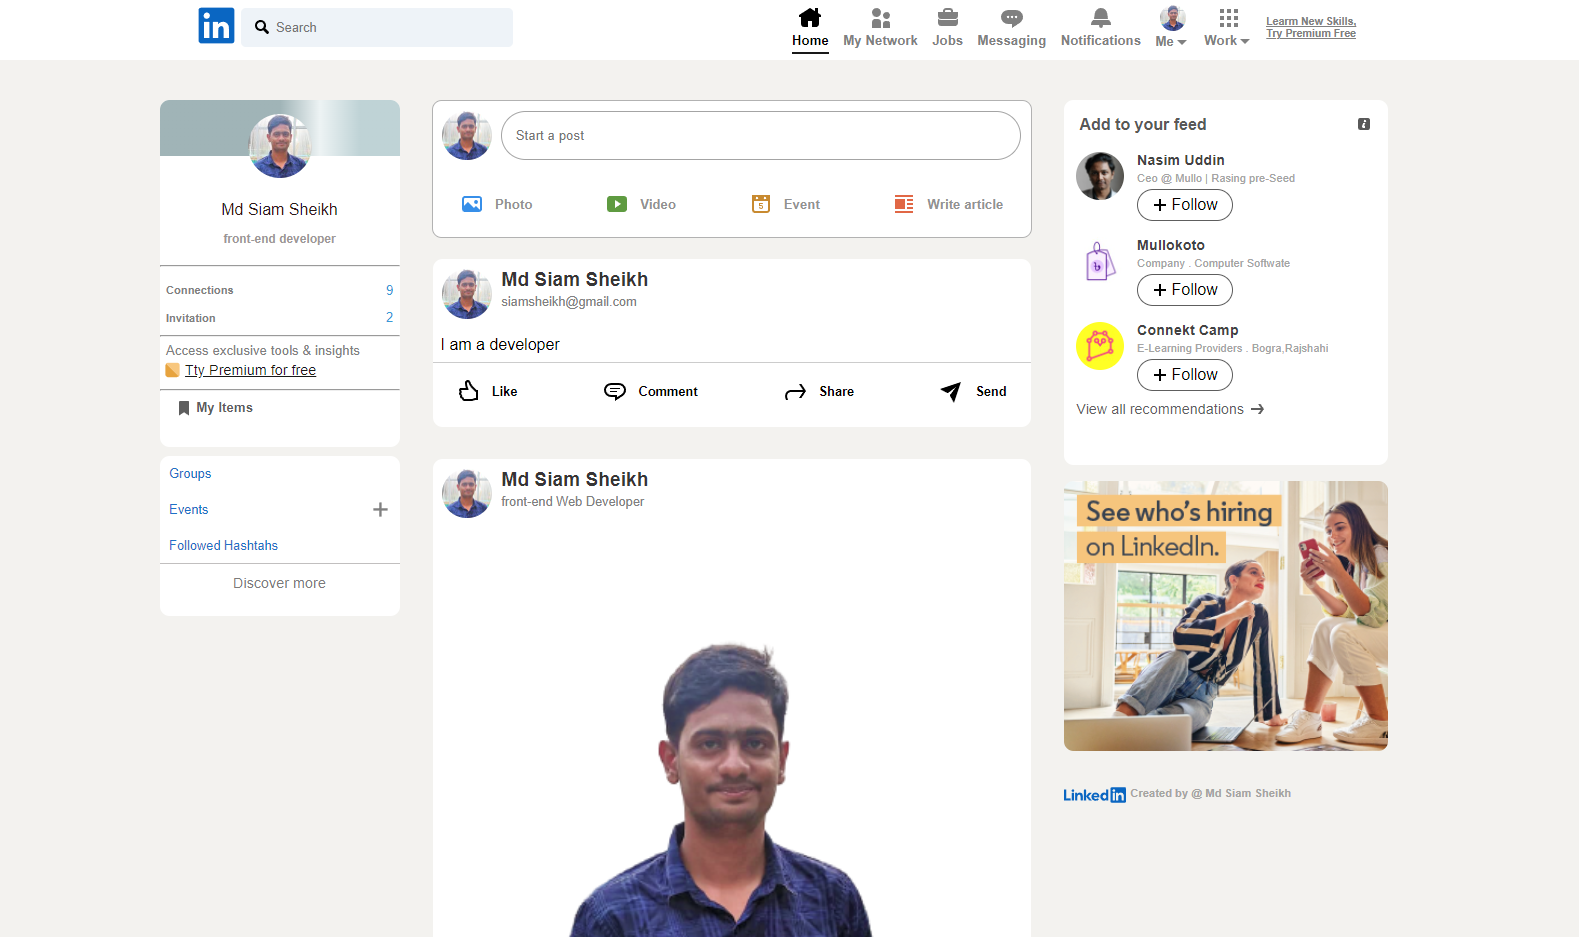 in
Search
Home
My Network
Jobs
Messaging
Notifications
Me
Work
Learn New Skills,
Try Premium Free
Md Siam Sheikh
front-end developer
Connections 9
Invitation 2
Access exclusive tools & insights
Tty Premium for free
My Items
Groups
Events
Followed Hashtahs
Discover more
Start a post
Photo
Video
5
Event
Write article
Md Siam Sheikh
siamsheikh@gmail.com
I am a developer
Like
Comment
Share
Send
Md Siam Sheikh
front-end Web Developer
Add to your feed
Nasim Uddin
Ceo @ Mullo | Rasing pre-Seed
+ Follow
Mullokoto
Company . Computer Softwate
+ Follow
Connekt Camp
E-Learning Providers . Bogra,Rajshahi
+ Follow
View all recommendations
See who's hiring
on LinkedIn.
Linkedin Created by @ Md Siam Sheikh